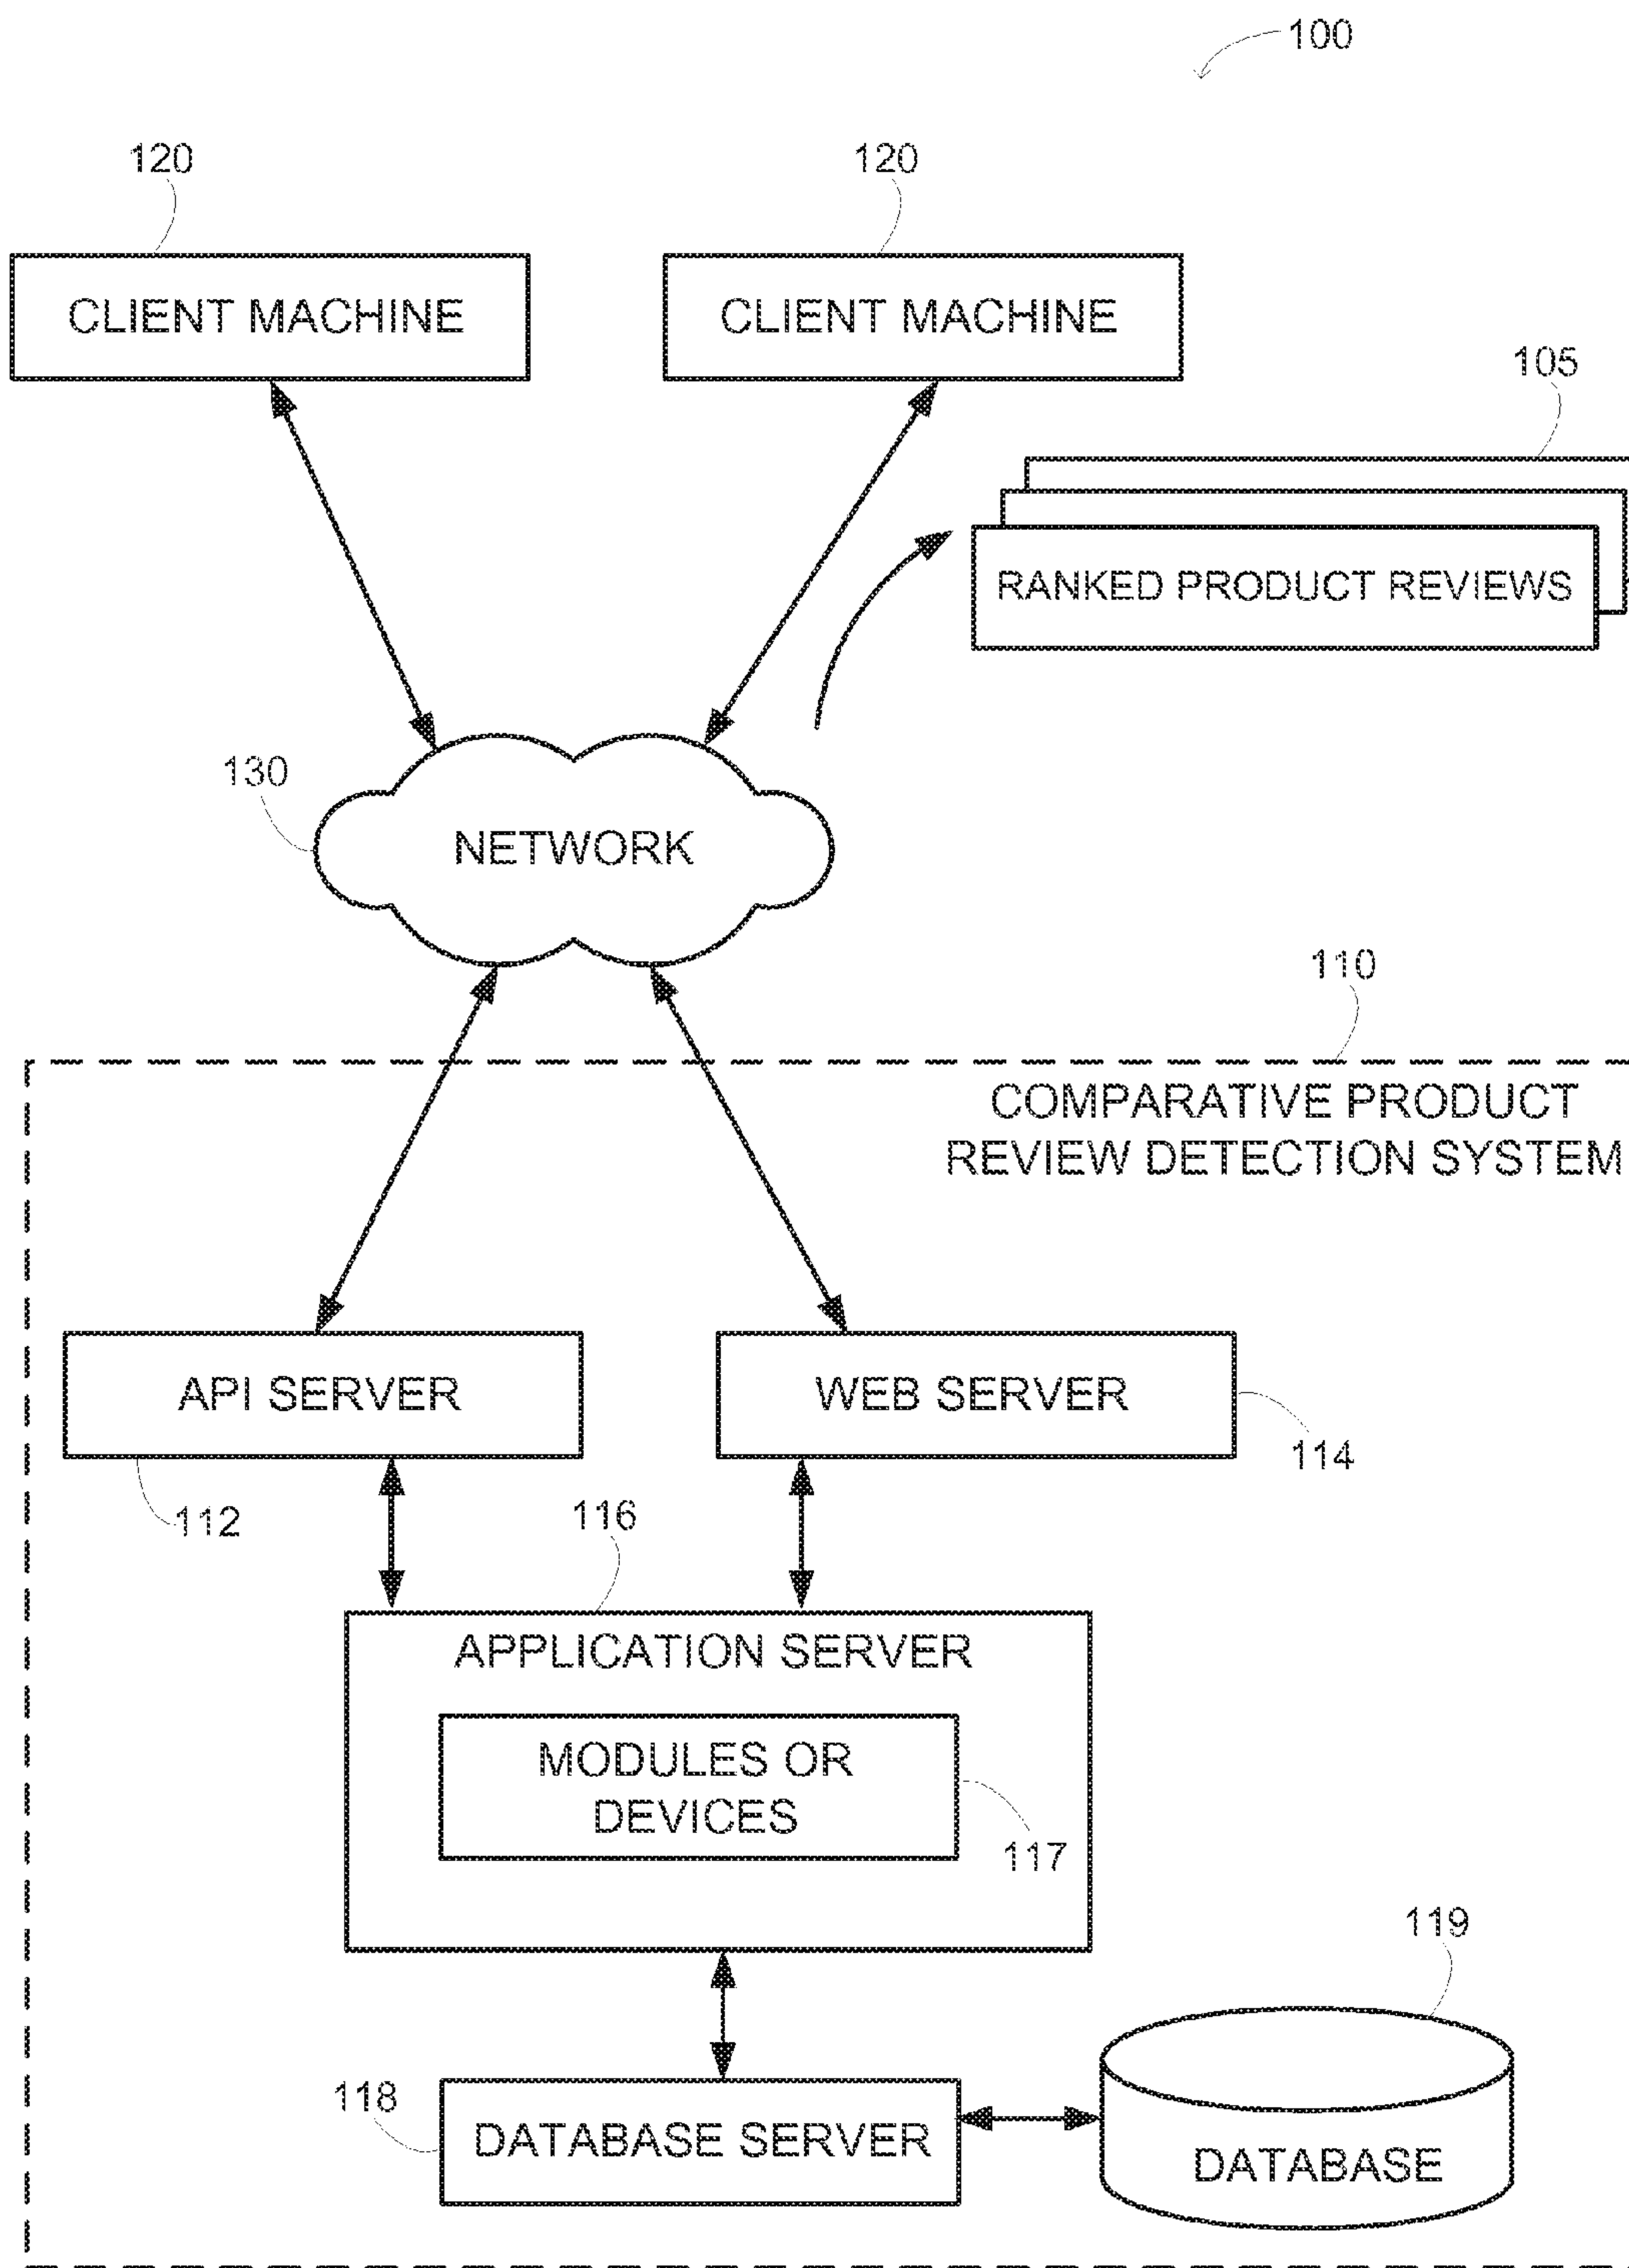 100
120
120
CLIENT MACHINE
CLIENT MACHINE
105
RANKED PRODUCT REVIEWS
130
NETWORK
110
COMPARATIVE PRODUCT
REVIEW DETECTION SYSTEM
API SERVER
WEB SERVER
114
112
116
APPLICATION SERVER
MODULES OR
DEVICES
117
119
118
DATABASE SERVER
DATABASE